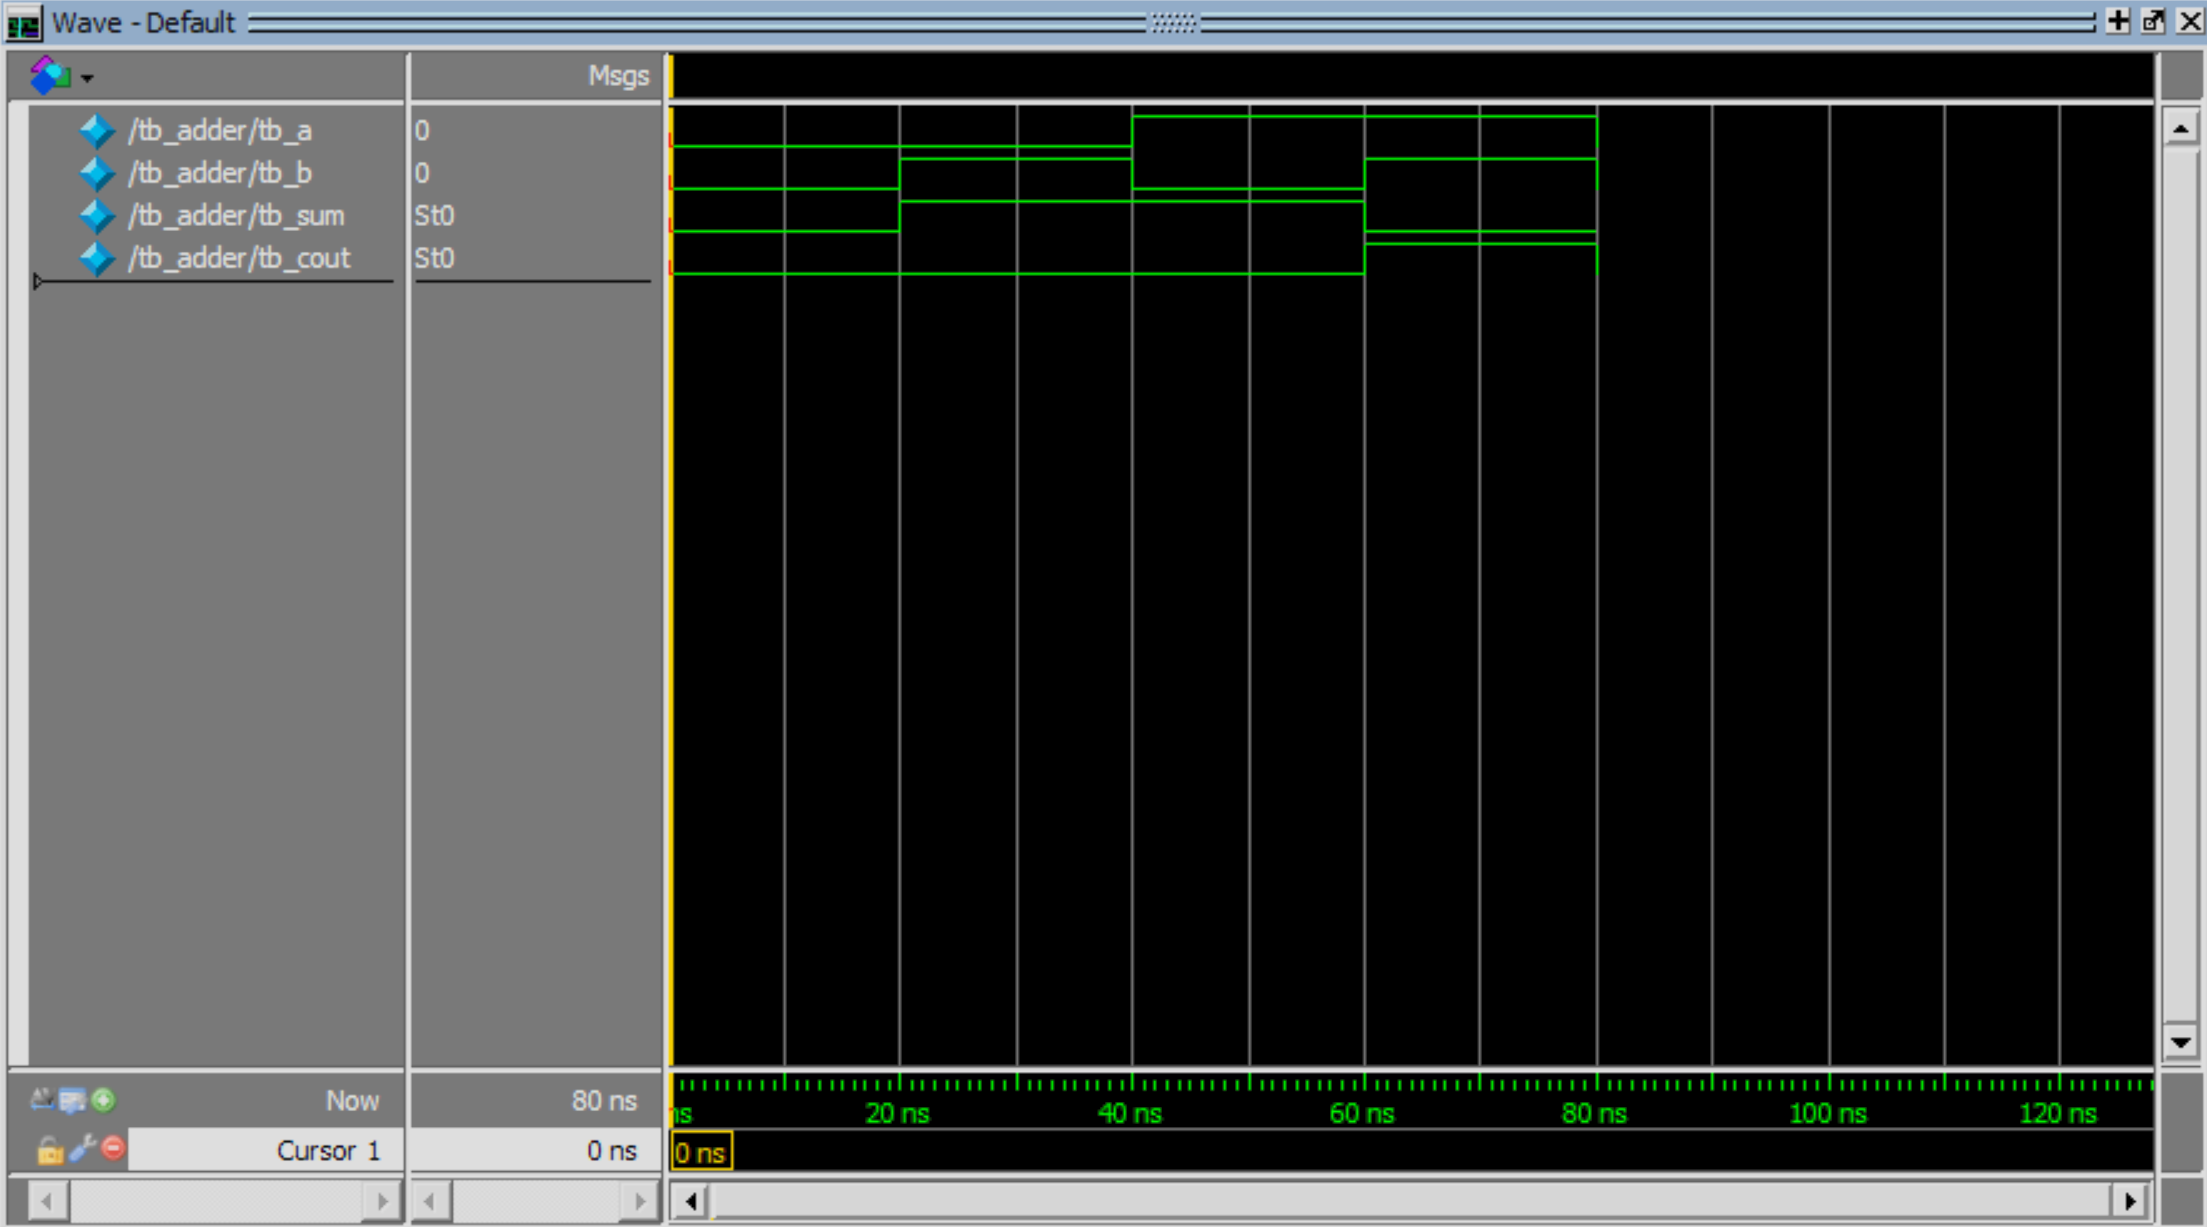 Wave - Default
Msgs
/tb_adder/tb_a 0
/tb_adder/tb_b 0
/tb_adder/tb_sum St0
/tb_adder/tb_cout St0
Now 80 ns ns 20 ns 40 ns 60 ns 80 ns 100 ns 120 ns
Cursor 1 0 ns 0 ns